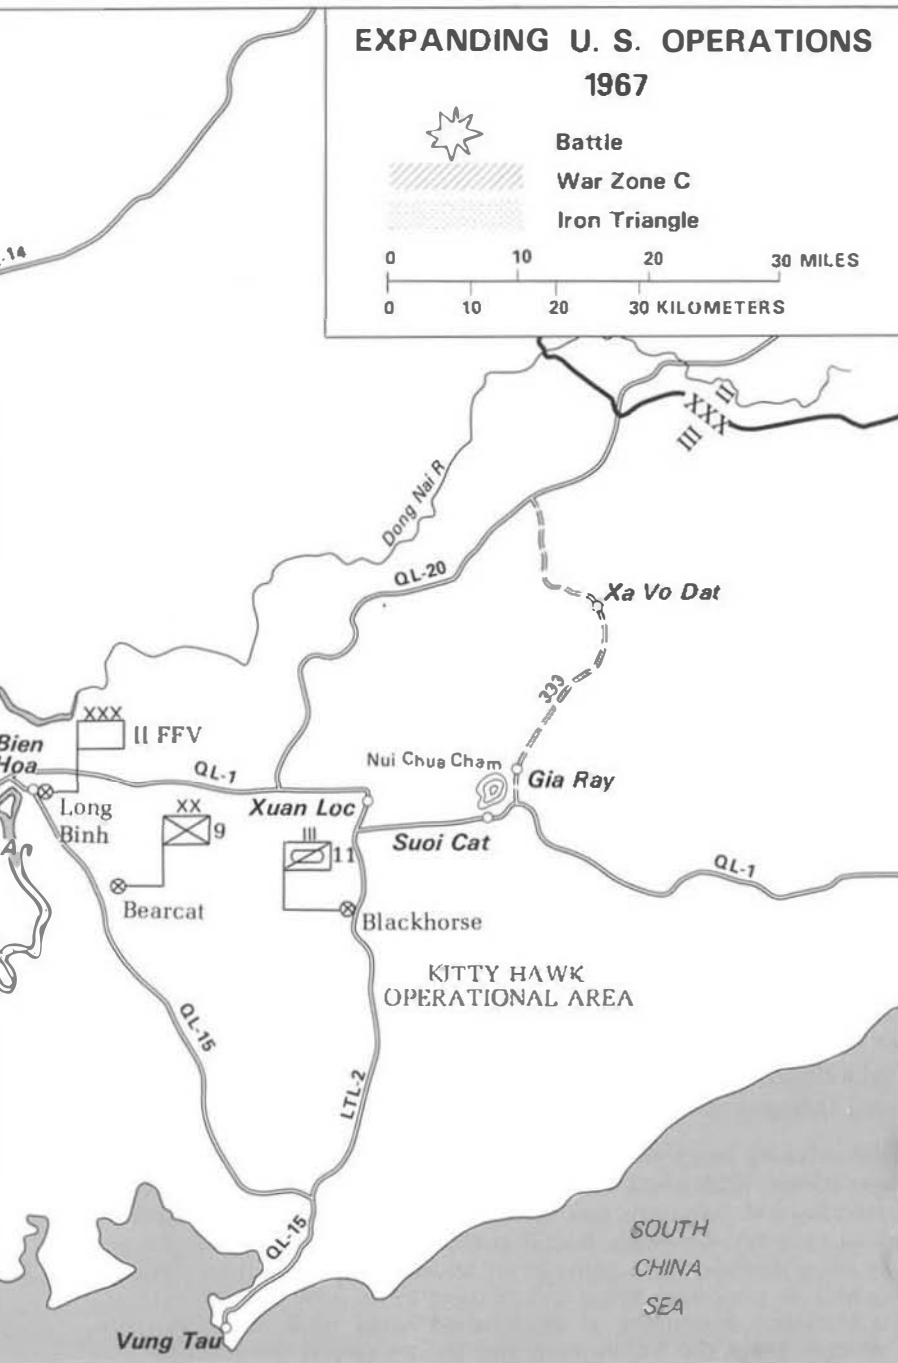 EXPANDING U. S. OPERATIONS
1967
Battle
War Zone C
Iron Triangle
0 10 20 30 MILES
0 10 20 30 KILOMETERS
-14
II
XXX
III
Dong Nai R
QL-20
Xa Vo Dat
333
XXX
II FFV
Bien
Hoa
QL-1
Nui Chua Cham
Gia Ray
Long
Binh
XX
9
Xuan Loc
III
11
Suoi Cat
QL-1
Bearcat
Blackhorse
KITTY HAWK
OPERATIONAL AREA
QL-15
LTL-2
QL-15
SOUTH
CHINA
SEA
Vung Tau